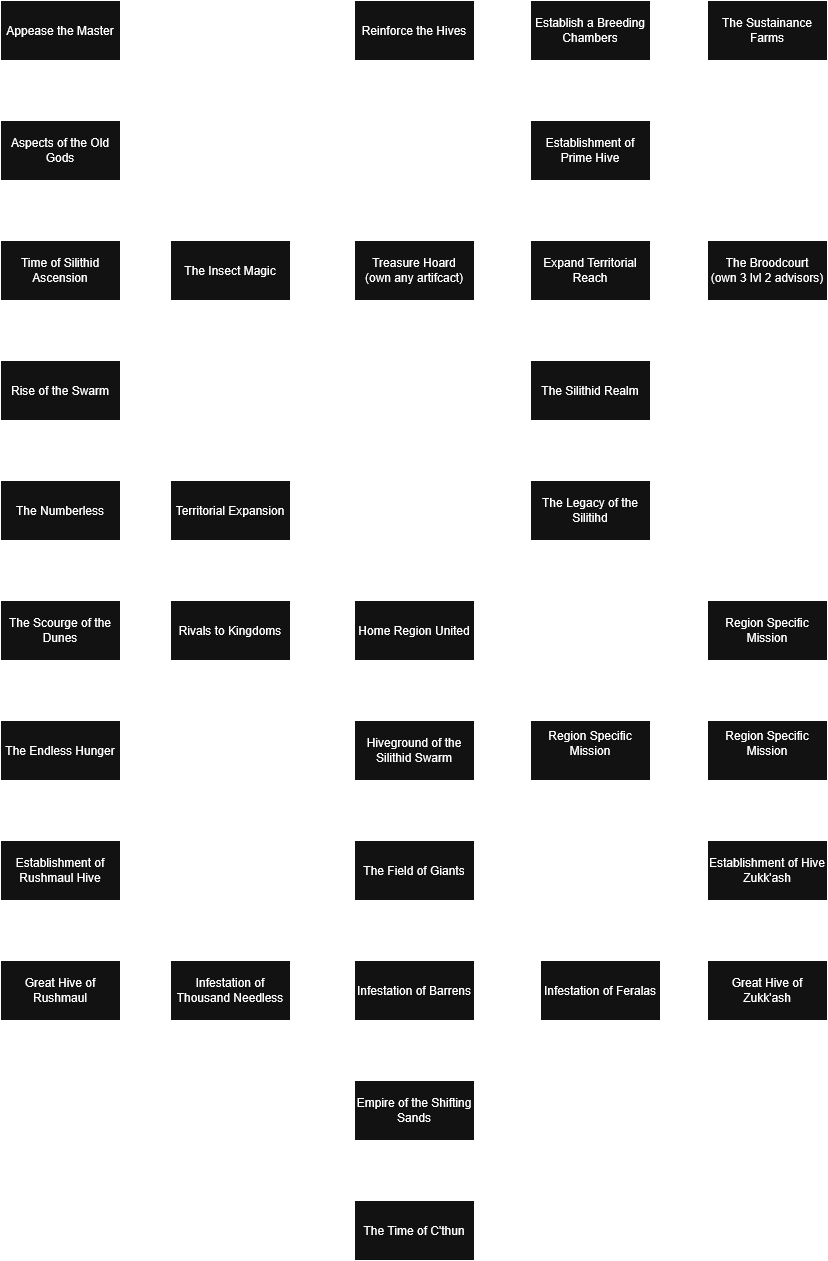 Appease the Master
Reinforce the Hives
Establish a Breeding
Chambers
The Sustainance
Farms
Aspects of the Old
Gods
Establishment of
Prime Hive
Time of Silithid
Ascension
The Insect Magic
Treasure Hoard
(own any artifcact)
Expand Territorial
Reach
The Broodcourt
(own 3 lvl 2 advisors)
Rise of the Swarm
The Silithid Realm
The Numberless
Territorial Expansion
The Legacy of the
Silitihd
The Scourge of the
Dunes
Rivals to Kingdoms
Home Region United
Region Specific
Mission
The Endless Hunger
Hiveground of the
Silithid Swarm
Region Specific
Mission
Region Specific
Mission
Establishment of
Rushmaul Hive
The Field of Giants
Establishment of Hive
Zukk'ash
Great Hive of
Rushmaul
Infestation of
Thousand Needless
Infestation of Barrens
Infestation of Feralas
Great Hive of
Zukk'ash
Empire of the Shifting
Sands
The Time of C'thun